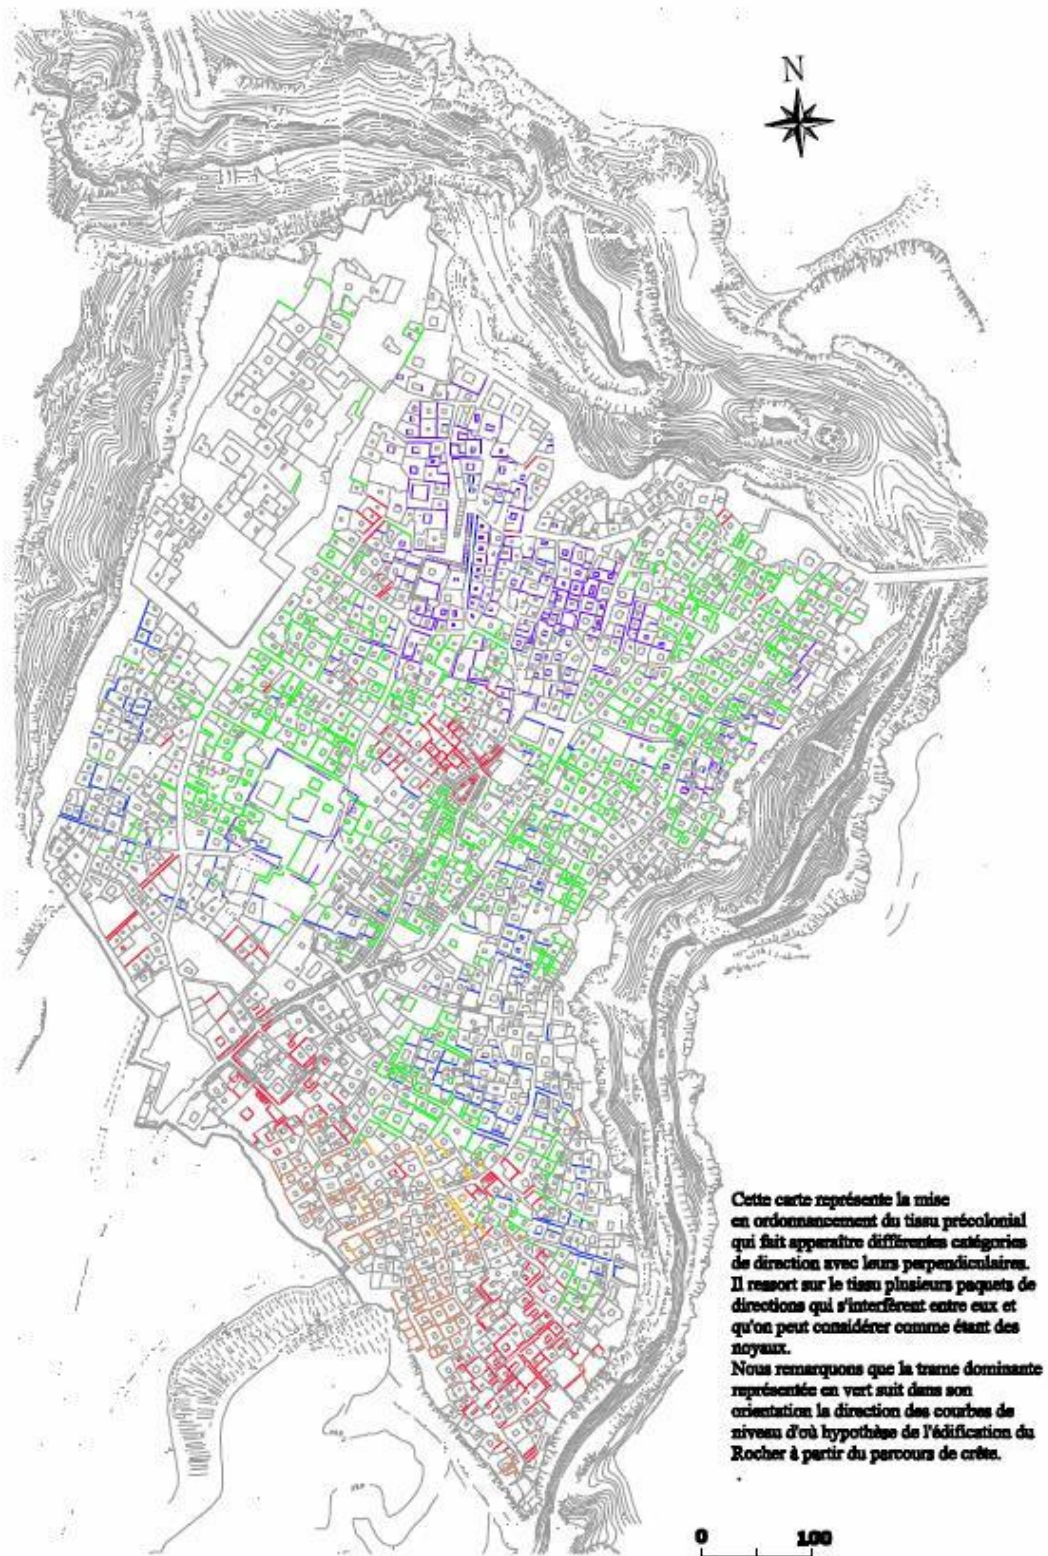 N
Cette carte représente la mise
en ordonnancement du tissu précolonial
qui fait apparaître différentes catégories
de direction avec leurs perpendiculaires.
Il ressort sur le tissu plusieurs paquets de
directions qui s'interfèrent entre eux et
qu'on peut considérer comme étant des
noyaux.
Nous remarquons que la trame dominante
représentée en vert suit dans son
orientation la direction des courbes de
niveau d'où hypothèse de l'édification du
Rocher à partir du parcours de crête.
0 100